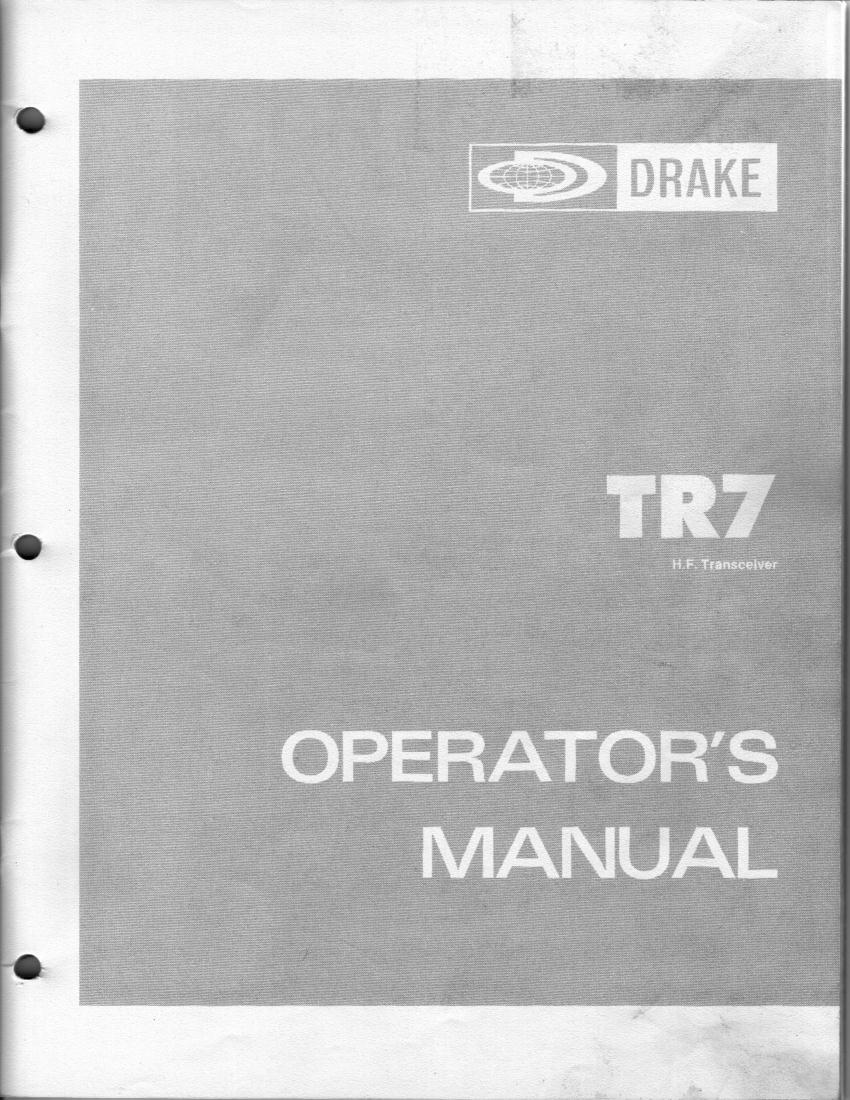 DRAKE
TR7
H.F. Transceiver
OPERATOR'S
MANUAL